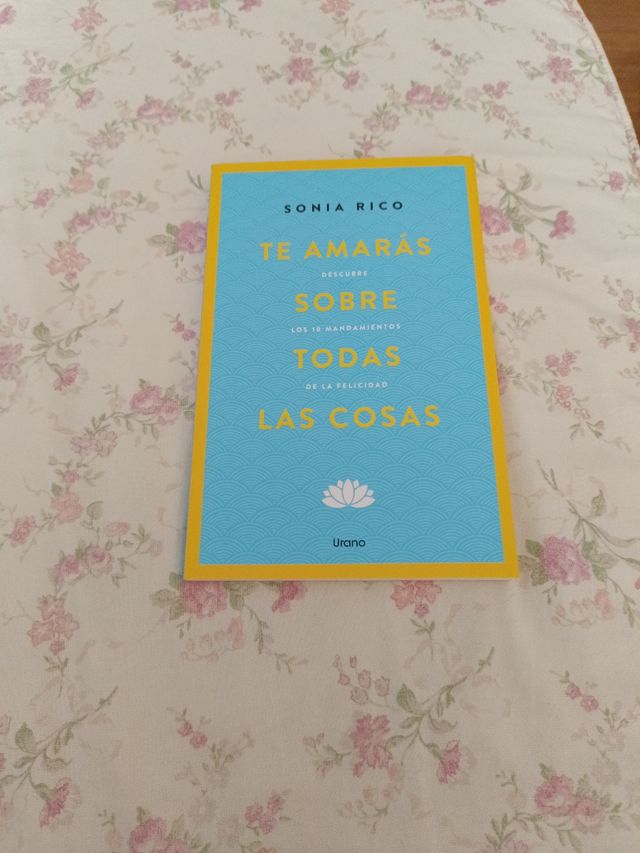 SONIA RICO
TE AMARÁS
DESCUBRE
SOBRE
LOS 10 MANDAMIENTOS
TODAS
DE LA FELICIDAD
LAS COSAS
Urano